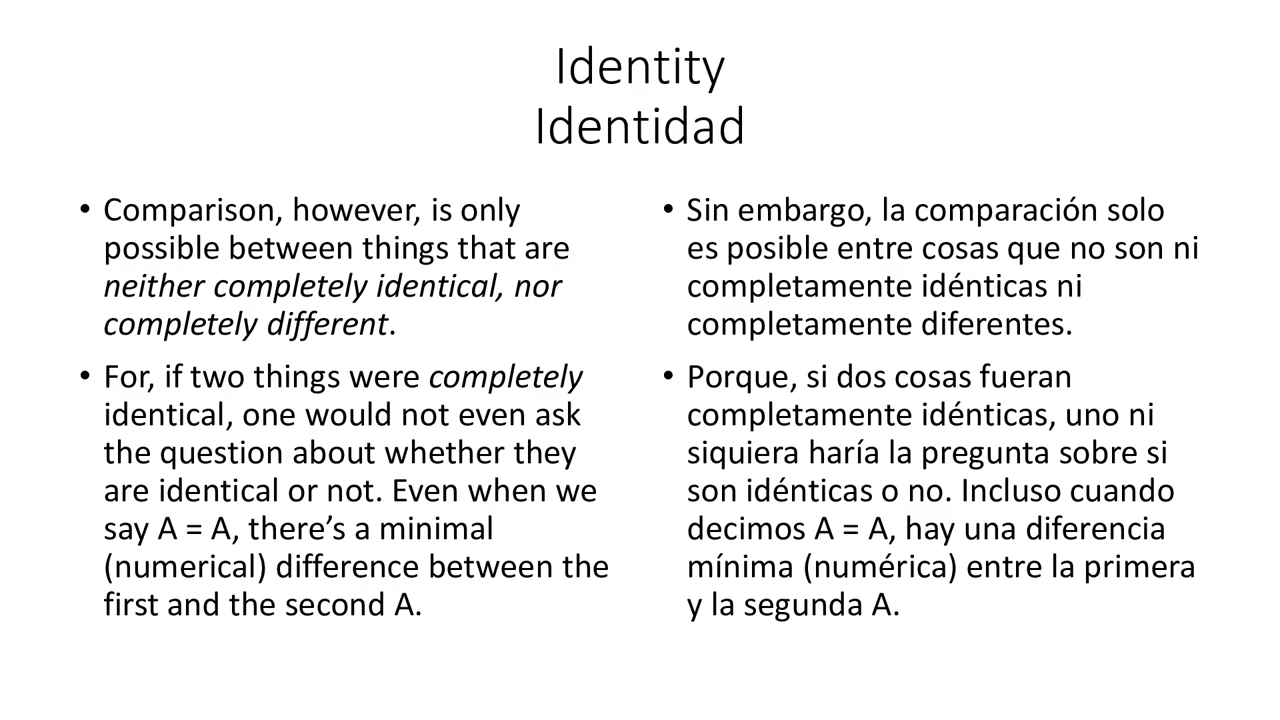 Identity
Identidad
• Comparison, however, is only
possible between things that are
neither completely identical, nor
completely different.
• For, if two things were completely
identical, one would not even ask
the question about whether they
are identical or not. Even when we
say A = A, there’s a minimal
(numerical) difference between the
first and the second A.
• Sin embargo, la comparación solo
es posible entre cosas que no son ni
completamente idénticas ni
completamente diferentes.
• Porque, si dos cosas fueran
completamente idénticas, uno ni
siquiera haría la pregunta sobre si
son idénticas o no. Incluso cuando
decimos A = A, hay una diferencia
mínima (numérica) entre la primera
y la segunda A.